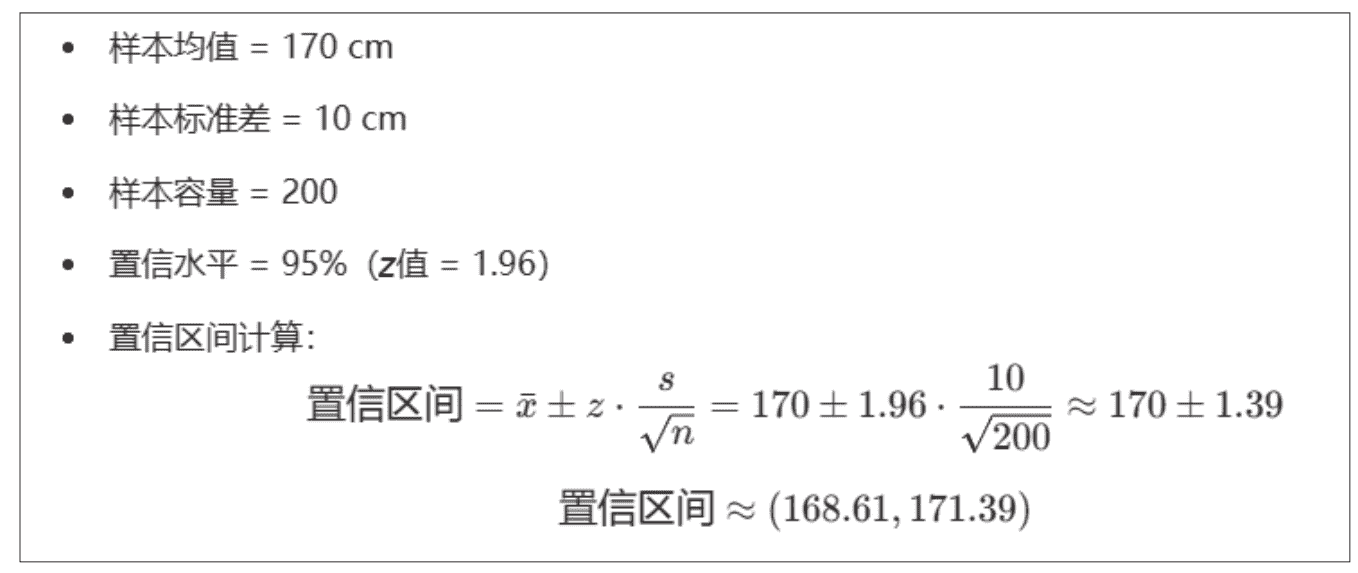 • 样本均值 = 170 cm
• 样本标准差 = 10 cm
• 样本容量 = 200
• 置信水平 = 95%（z值 = 1.96）
• 置信区间计算：
置信区间 = x̄ ± z · s/√n = 170 ± 1.96 · 10/√200 ≈ 170 ± 1.39
置信区间 ≈ (168.61, 171.39)